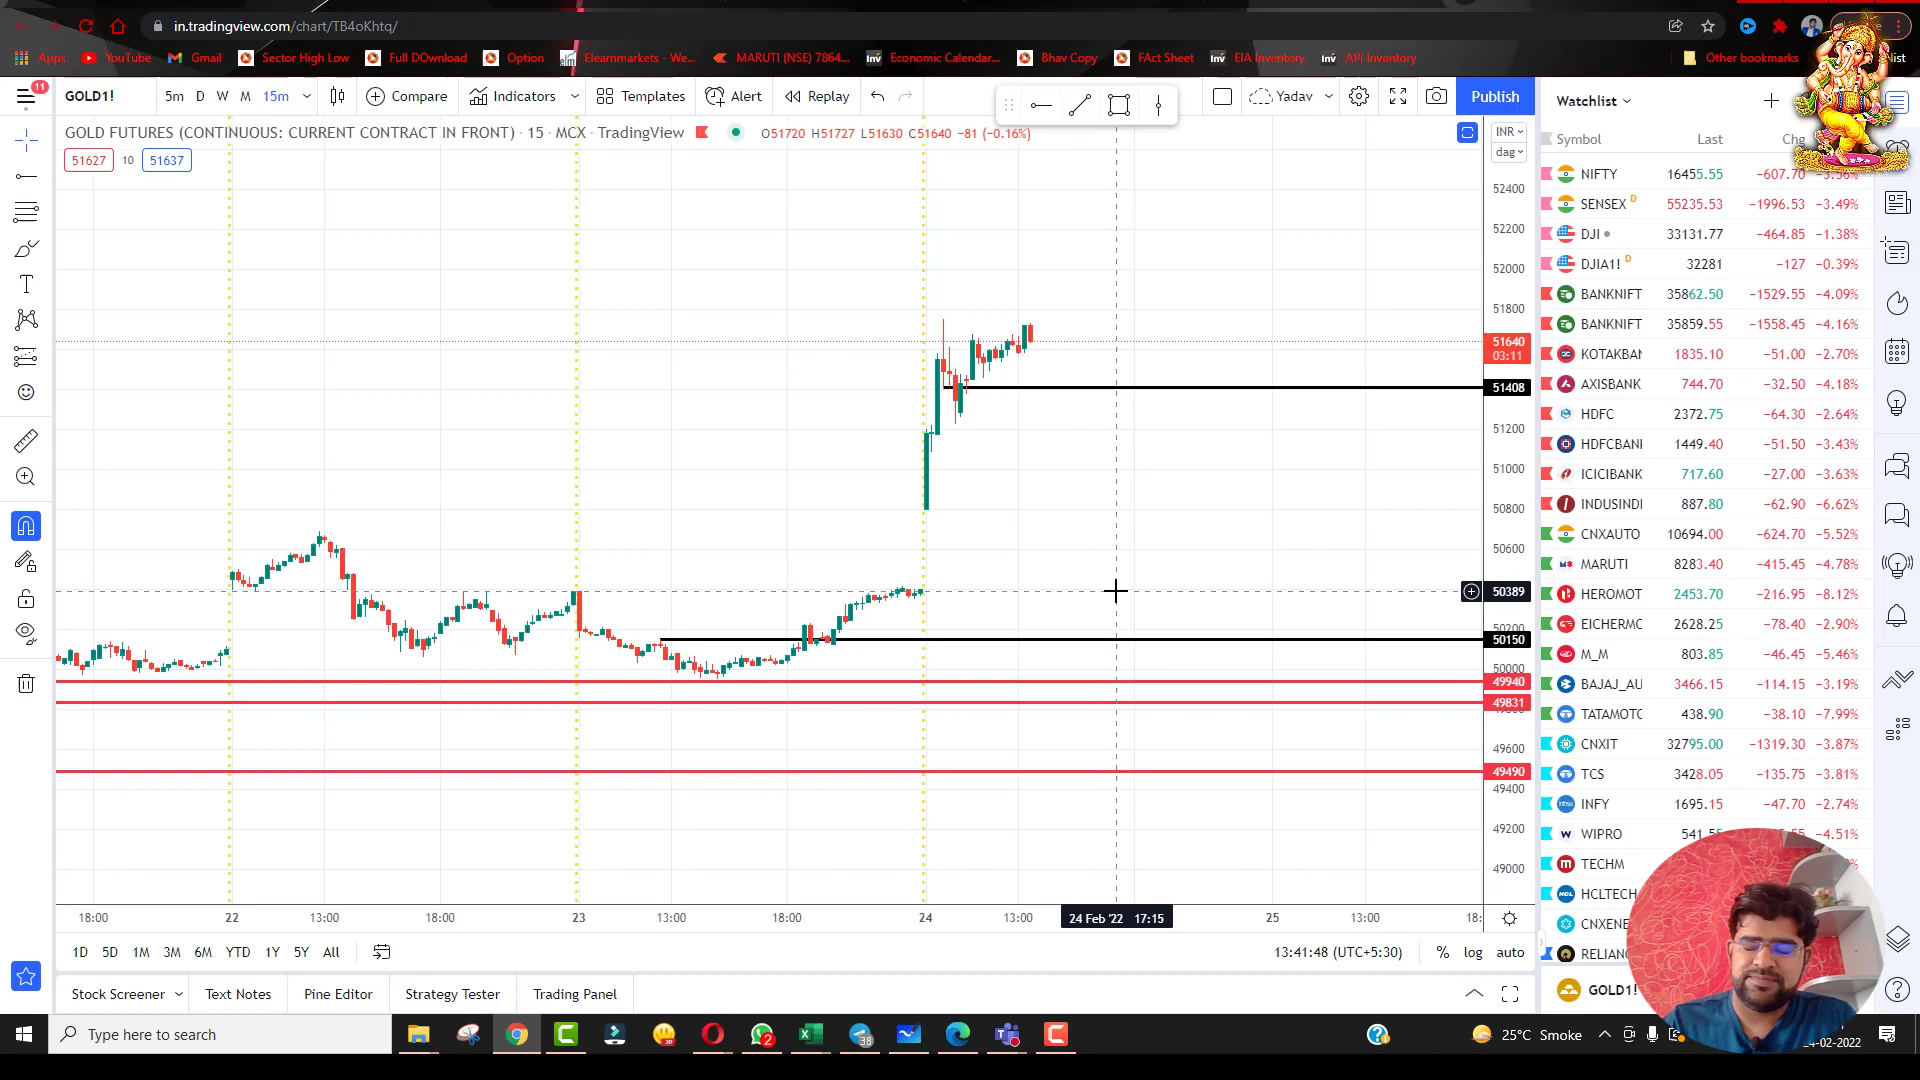 in.tradingview.com/chart/TB4oKhtq/
Apps YouTube Gmail Sector High Low Full DOwnload Option Elearnmarkets - We... MARUTI (NSE) 7864... Economic Calendar... Bhav Copy FAct Sheet EIA Inventory API Inventory Other bookmarks
11 GOLD1! 5m D W M 15m Compare Indicators Templates Alert Replay Yadav Publish
Watchlist
GOLD FUTURES (CONTINUOUS: CURRENT CONTRACT IN FRONT) · 15 · MCX · TradingView O51720 H51727 L51630 C51640 −81 (−0.16%)
51627 10 51637
INR
dag
52400
52200
52000
51800
51640
03:11
51408
51200
51000
50800
50600
50389
50200
50150
50000
49940
49831
49600
49490
49400
49200
49000
Symbol Last Chg
NIFTY 16455.55 −607.70
SENSEX D 55235.53 −1996.53 −3.49%
DJI 33131.77 −464.85 −1.38%
DJIA1! D 32281 −127 −0.39%
BANKNIFT 35862.50 −1529.55 −4.09%
BANKNIFT 35859.55 −1558.45 −4.16%
KOTAKBAN 1835.10 −51.00 −2.70%
AXISBANK 744.70 −32.50 −4.18%
HDFC 2372.75 −64.30 −2.64%
HDFCBANI 1449.40 −51.50 −3.43%
ICICIBANK 717.60 −27.00 −3.63%
INDUSINDI 887.80 −62.90 −6.62%
CNXAUTO 10694.00 −624.70 −5.52%
MARUTI 8283.40 −415.45 −4.78%
HEROMOT 2453.70 −216.95 −8.12%
EICHERMC 2628.25 −78.40 −2.90%
M_M 803.85 −46.45 −5.46%
BAJAJ_AU 3466.15 −114.15 −3.19%
TATAMOTC 438.90 −38.10 −7.99%
CNXIT 32795.00 −1319.30 −3.87%
TCS 3428.05 −135.75 −3.81%
INFY 1695.15 −47.70 −2.74%
WIPRO 541.55 −4.51%
TECHM
HCLTECH
CNXENE
RELIANC
GOLD1!
18:00 22 13:00 18:00 23 13:00 18:00 24 13:00 24 Feb '22 17:15 25 13:00 18:
1D 5D 1M 3M 6M YTD 1Y 5Y All 13:41:48 (UTC+5:30) % log auto
Stock Screener Text Notes Pine Editor Strategy Tester Trading Panel
Type here to search 2 38 25°C Smoke
-02-2022